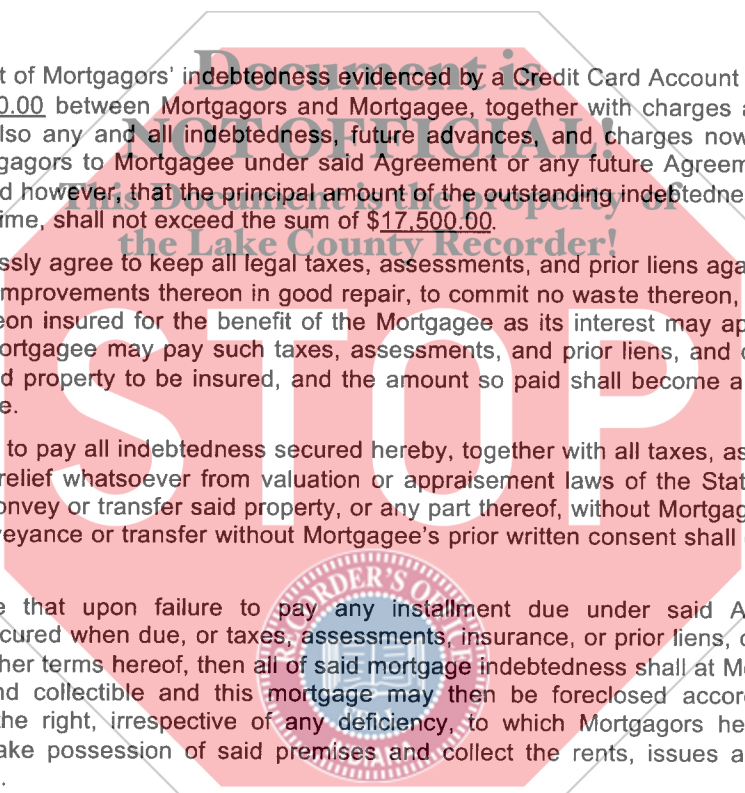 Document is
t of Mortgagors' indebtedness evidenced by a Credit Card Account
0.00 between Mortgagors and Mortgagee, together with charges a
NOT OFFICIAL!
lso any and all indebtedness, future advances, and charges now
gagors to Mortgagee under said Agreement or any future Agreem
This Document is the property of
d however, that the principal amount of the outstanding indebtedne
ime, shall not exceed the sum of $17,500.00.
the Lake County Recorder!
ssly agree to keep all legal taxes, assessments, and prior liens aga
mprovements thereon in good repair, to commit no waste thereon,
eon insured for the benefit of the Mortgagee as its interest may ap
ortgagee may pay such taxes, assessments, and prior liens, and
d property to be insured, and the amount so paid shall become a
e.
STOP
to pay all indebtedness secured hereby, together with all taxes, as
relief whatsoever from valuation or appraisement laws of the Stat
onvey or transfer said property, or any part thereof, without Mortgag
veyance or transfer without Mortgagee's prior written consent shall
RECORDER'S OFFICE
e that upon failure to pay any installment due under said A
cured when due, or taxes, assessments, insurance, or prior liens, o
her terms hereof, then all of said mortgage indebtedness shall at Mo
nd collectible and this mortgage may then be foreclosed accor
the right, irrespective of any deficiency, to which Mortgagors he
SEAL
ake possession of said premises and collect the rents, issues a
.